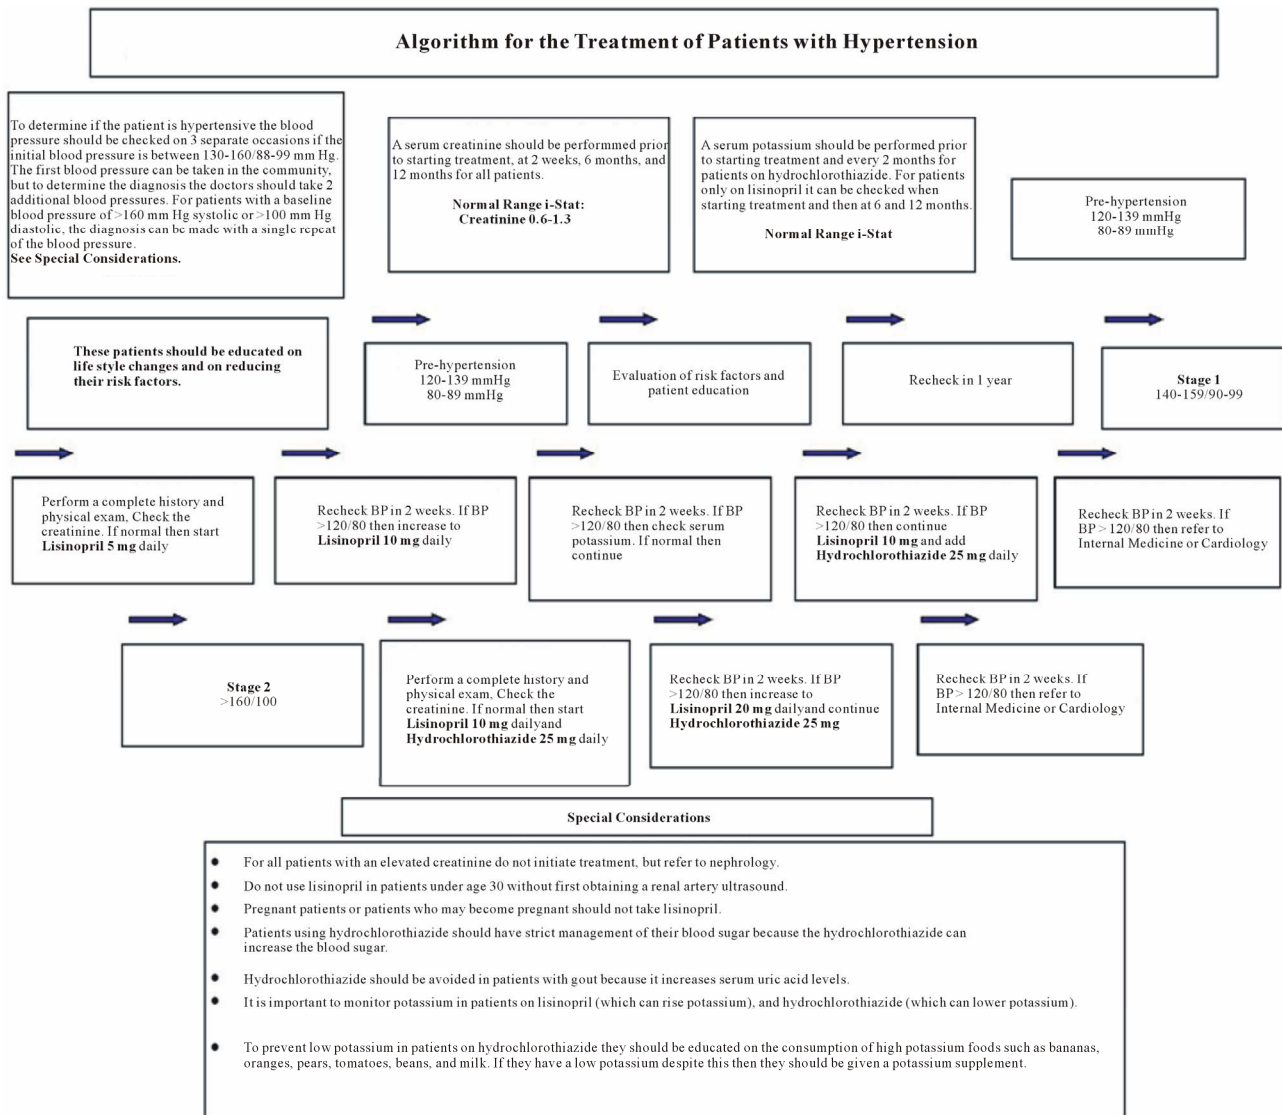 Algorithm for the Treatment of Patients with Hypertension
To determine if the patient is hypertensive the blood
pressure should be checked on 3 separate occasions if the
initial blood pressure is between 130-160/88-99 mm Hg.
The first blood pressure can be taken in the community,
but to determine the diagnosis the doctors should take 2
additional blood pressures. For patients with a baseline
blood pressure of >160 mm Hg systolic or >100 mm Hg
diastolic, the diagnosis can be made with a single repeat
of the blood pressure.
See Special Considerations.
A serum creatinine should be performmed prior
to starting treatment, at 2 weeks, 6 months, and
12 months for all patients.
Normal Range i-Stat:
Creatinine 0.6-1.3
A serum potassium should be performed prior
to starting treatment and every 2 months for
patients on hydrochlorothiazide. For patients
only on lisinopril it can be checked when
starting treatment and then at 6 and 12 months.
Normal Range i-Stat
Pre-hypertension
120-139 mmHg
80-89 mmHg
These patients should be educated on
life style changes and on reducing
their risk factors.
Pre-hypertension
120-139 mmHg
80-89 mmHg
Evaluation of risk factors and
patient education
Recheck in 1 year
Stage 1
140-159/90-99
Perform a complete history and
physical exam, Check the
creatinine. If normal then start
Lisinopril 5 mg daily
Recheck BP in 2 weeks. If BP
>120/80 then increase to
Lisinopril 10 mg daily
Recheck BP in 2 weeks. If BP
>120/80 then check serum
potassium. If normal then
continue
Recheck BP in 2 weeks. If BP
>120/80 then continue
Lisinopril 10 mg and add
Hydrochlorothiazide 25 mg daily
Recheck BP in 2 weeks. If
BP > 120/80 then refer to
Internal Medicine or Cardiology
Stage 2
>160/100
Perform a complete history and
physical exam, Check the
creatinine. If normal then start
Lisinopril 10 mg dailyand
Hydrochlorothiazide 25 mg daily
Recheck BP in 2 weeks. If BP
>120/80 then increase to
Lisinopril 20 mg dailyand continue
Hydrochlorothiazide 25 mg
Recheck BP in 2 weeks. If
BP > 120/80 then refer to
Internal Medicine or Cardiology
Special Considerations
● For all patients with an elevated creatinine do not initiate treatment, but refer to nephrology.
● Do not use lisinopril in patients under age 30 without first obtaining a renal artery ultrasound.
● Pregnant patients or patients who may become pregnant should not take lisinopril.
● Patients using hydrochlorothiazide should have strict management of their blood sugar because the hydrochlorothiazide can
increase the blood sugar.
● Hydrochlorothiazide should be avoided in patients with gout because it increases serum uric acid levels.
● It is important to monitor potassium in patients on lisinopril (which can rise potassium), and hydrochlorothiazide (which can lower potassium).
● To prevent low potassium in patients on hydrochlorothiazide they should be educated on the consumption of high potassium foods such as bananas,
oranges, pears, tomatoes, beans, and milk. If they have a low potassium despite this then they should be given a potassium supplement.